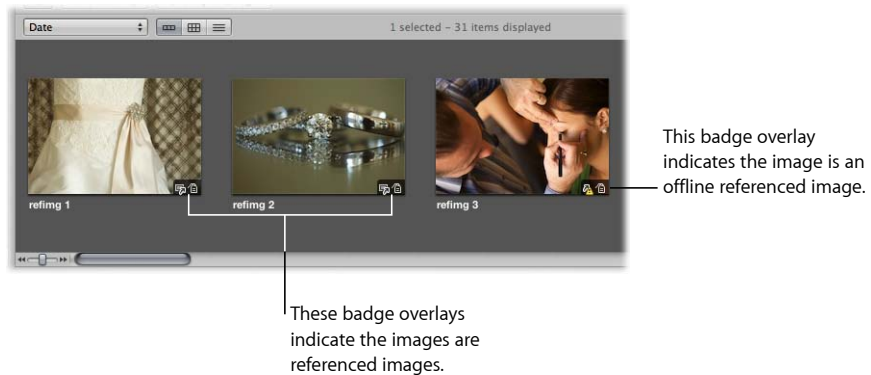 Date
1 selected – 31 items displayed
refimg 1
refimg 2
refimg 3
This badge overlay
indicates the image is an
offline referenced image.
These badge overlays
indicate the images are
referenced images.